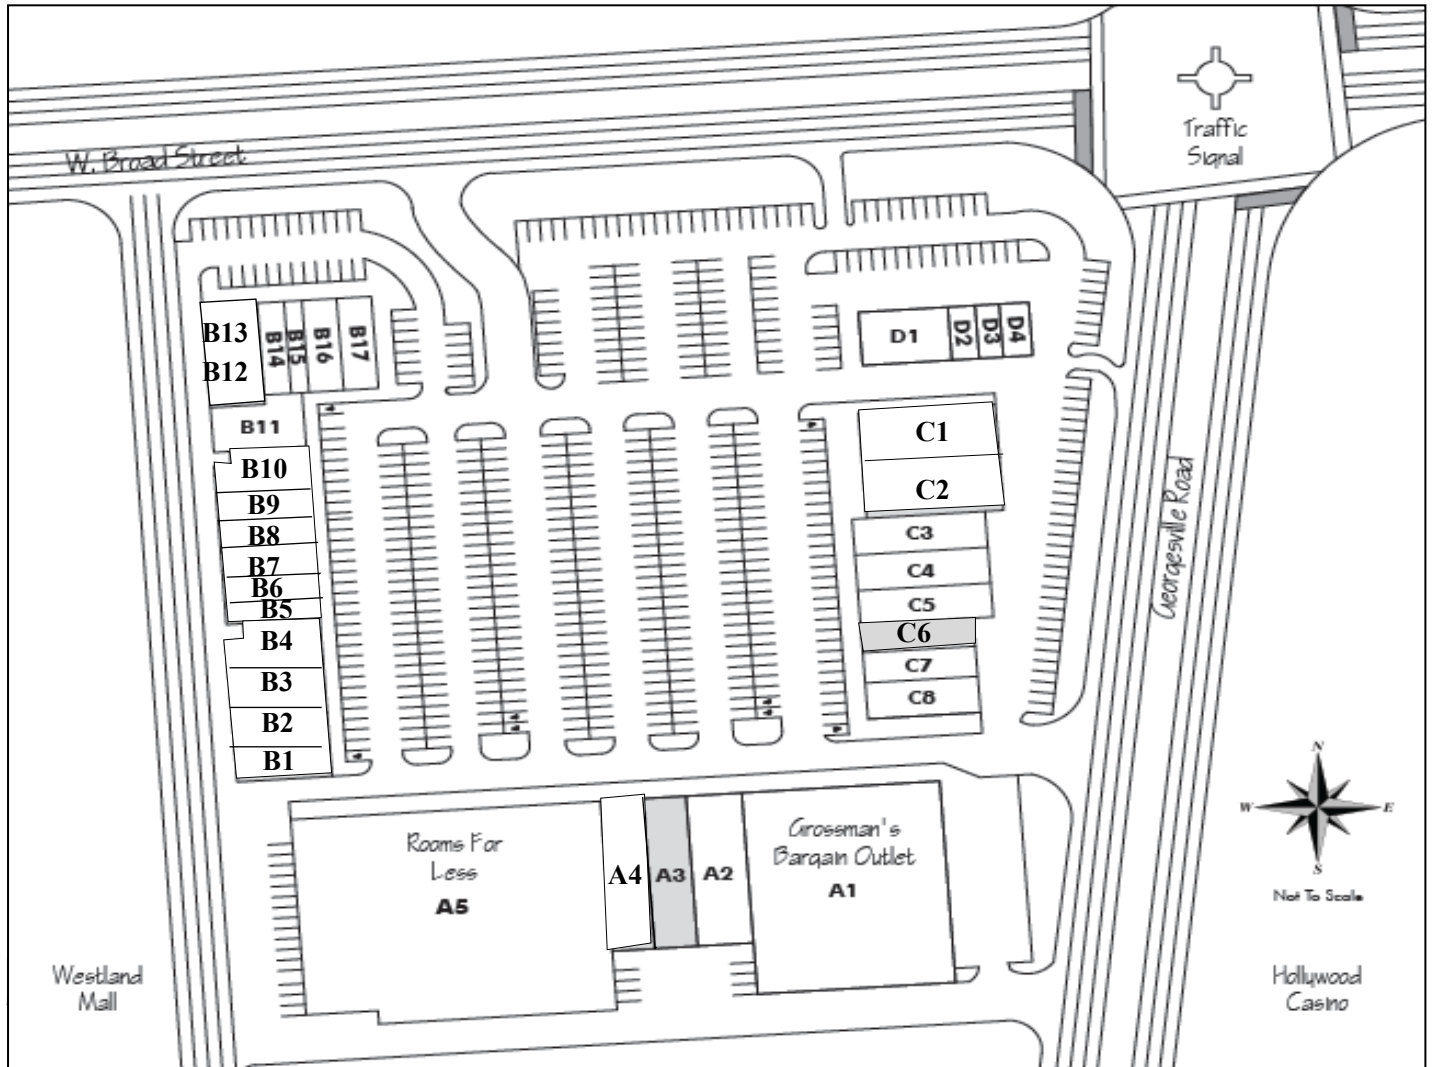 W. Broad Street
Traffic
Signal
B13
B12
B14
B15
B16
B17
D1
D2
D3
D4
B11
B10
B9
B8
B7
B6
B5
B4
B3
B2
B1
C1
C2
C3
C4
C5
C6
C7
C8
Georgesville Road
Rooms For
Less
A5
A4
A3
A2
Grossman's
Bargain Outlet
A1
N
W
E
S
Not To Scale
Westland
Mall
Hollywood
Casino